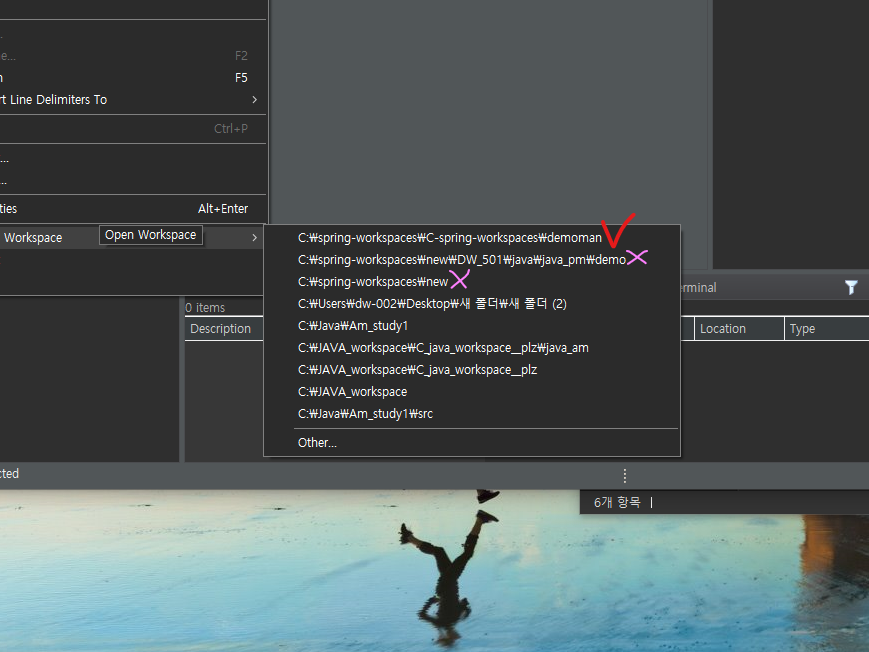 e...    F2
n    F5
rt Line Delimiters To    >
Ctrl+P
...
...
ties    Alt+Enter
Workspace    Open Workspace    >
C:₩spring-workspaces₩C-spring-workspaces₩demoman
C:₩spring-workspaces₩new₩DW_501₩java₩java_pm₩demo
C:₩spring-workspaces₩new
C:₩Users₩dw-002₩Desktop₩새 폴더₩새 폴더 (2)
C:₩Java₩Am_study1
C:₩JAVA_workspace₩C_java_workspace__plz₩java_am
C:₩JAVA_workspace₩C_java_workspace__plz
C:₩JAVA_workspace
C:₩Java₩Am_study1₩src
Other...
erminal
0 items
Description    Location    Type
cted
6개 항목